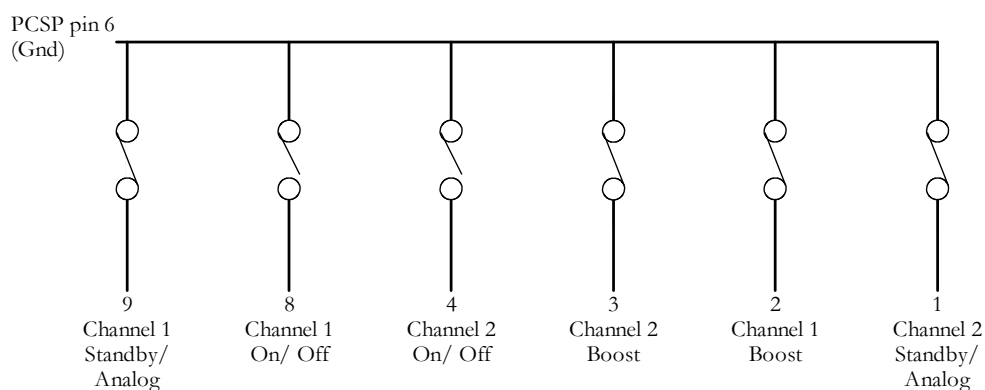 PCSP pin 6
(Gnd)
9
Channel 1
Standby/
Analog
8
Channel 1
On/ Off
4
Channel 2
On/ Off
3
Channel 2
Boost
2
Channel 1
Boost
1
Channel 2
Standby/
Analog